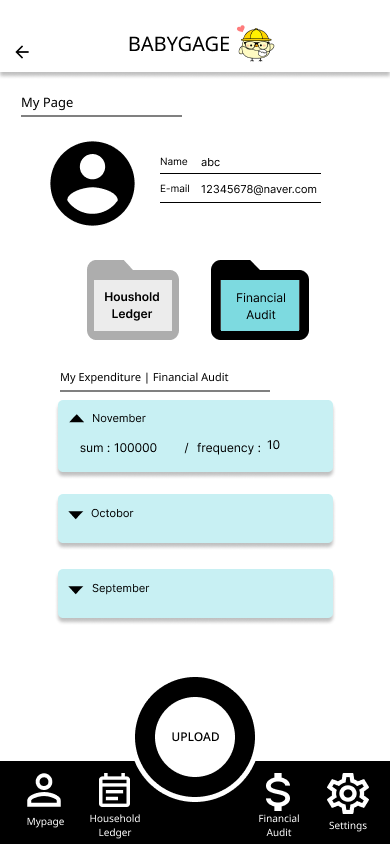 BABYGAGE
My Page
Name abc
E-mail 12345678@naver.com
Houshold
Ledger
Financial
Audit
My Expenditure | Financial Audit
November
sum : 100000 / frequency : 10
Octobor
September
UPLOAD
Mypage
Household
Ledger
Financial
Audit
Settings